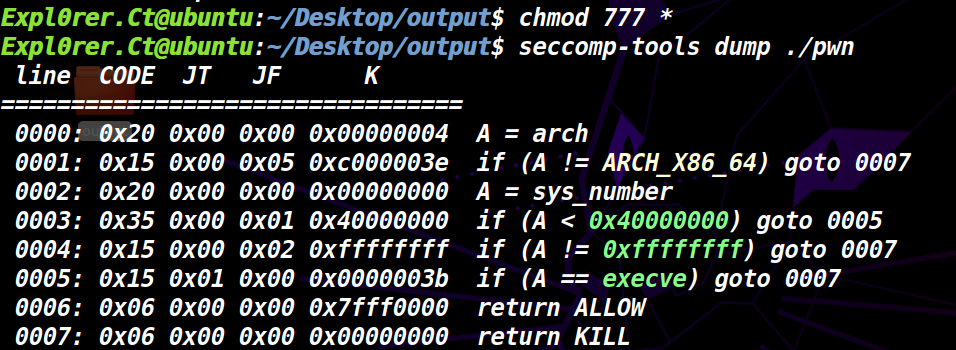 Expl0rer.Ct@ubuntu:~/Desktop/output$ chmod 777 *
Expl0rer.Ct@ubuntu:~/Desktop/output$ seccomp-tools dump ./pwn
 line  CODE  JT   JF      K
=================================
 0000: 0x20 0x00 0x00 0x00000004  A = arch
 0001: 0x15 0x00 0x05 0xc000003e  if (A != ARCH_X86_64) goto 0007
 0002: 0x20 0x00 0x00 0x00000000  A = sys_number
 0003: 0x35 0x00 0x01 0x40000000  if (A < 0x40000000) goto 0005
 0004: 0x15 0x00 0x02 0xffffffff  if (A != 0xffffffff) goto 0007
 0005: 0x15 0x01 0x00 0x0000003b  if (A == execve) goto 0007
 0006: 0x06 0x00 0x00 0x7fff0000  return ALLOW
 0007: 0x06 0x00 0x00 0x00000000  return KILL